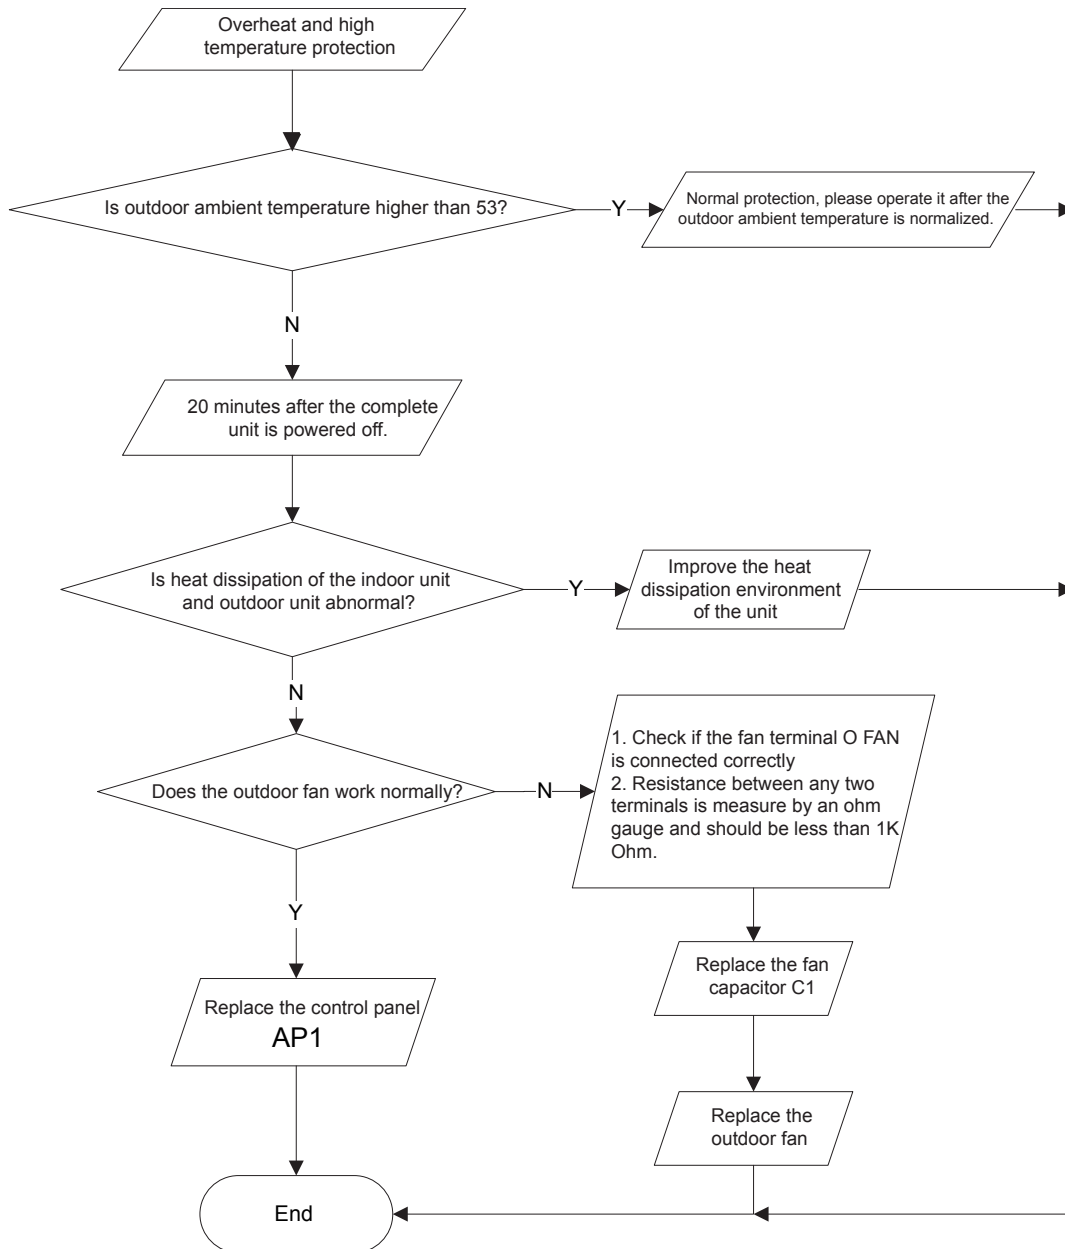 Overheat and high
temperature protection
Is outdoor ambient temperature higher than 53?
Y
Normal protection, please operate it after the
outdoor ambient temperature is normalized.
N
20 minutes after the complete
unit is powered off.
Is heat dissipation of the indoor unit
and outdoor unit abnormal?
Y
Improve the heat
dissipation environment
of the unit
N
Does the outdoor fan work normally?
N
1. Check if the fan terminal O FAN
is connected correctly
2. Resistance between any two
terminals is measure by an ohm
gauge and should be less than 1K
Ohm.
Y
Replace the fan
capacitor C1
Replace the control panel
AP1
Replace the
outdoor fan
End